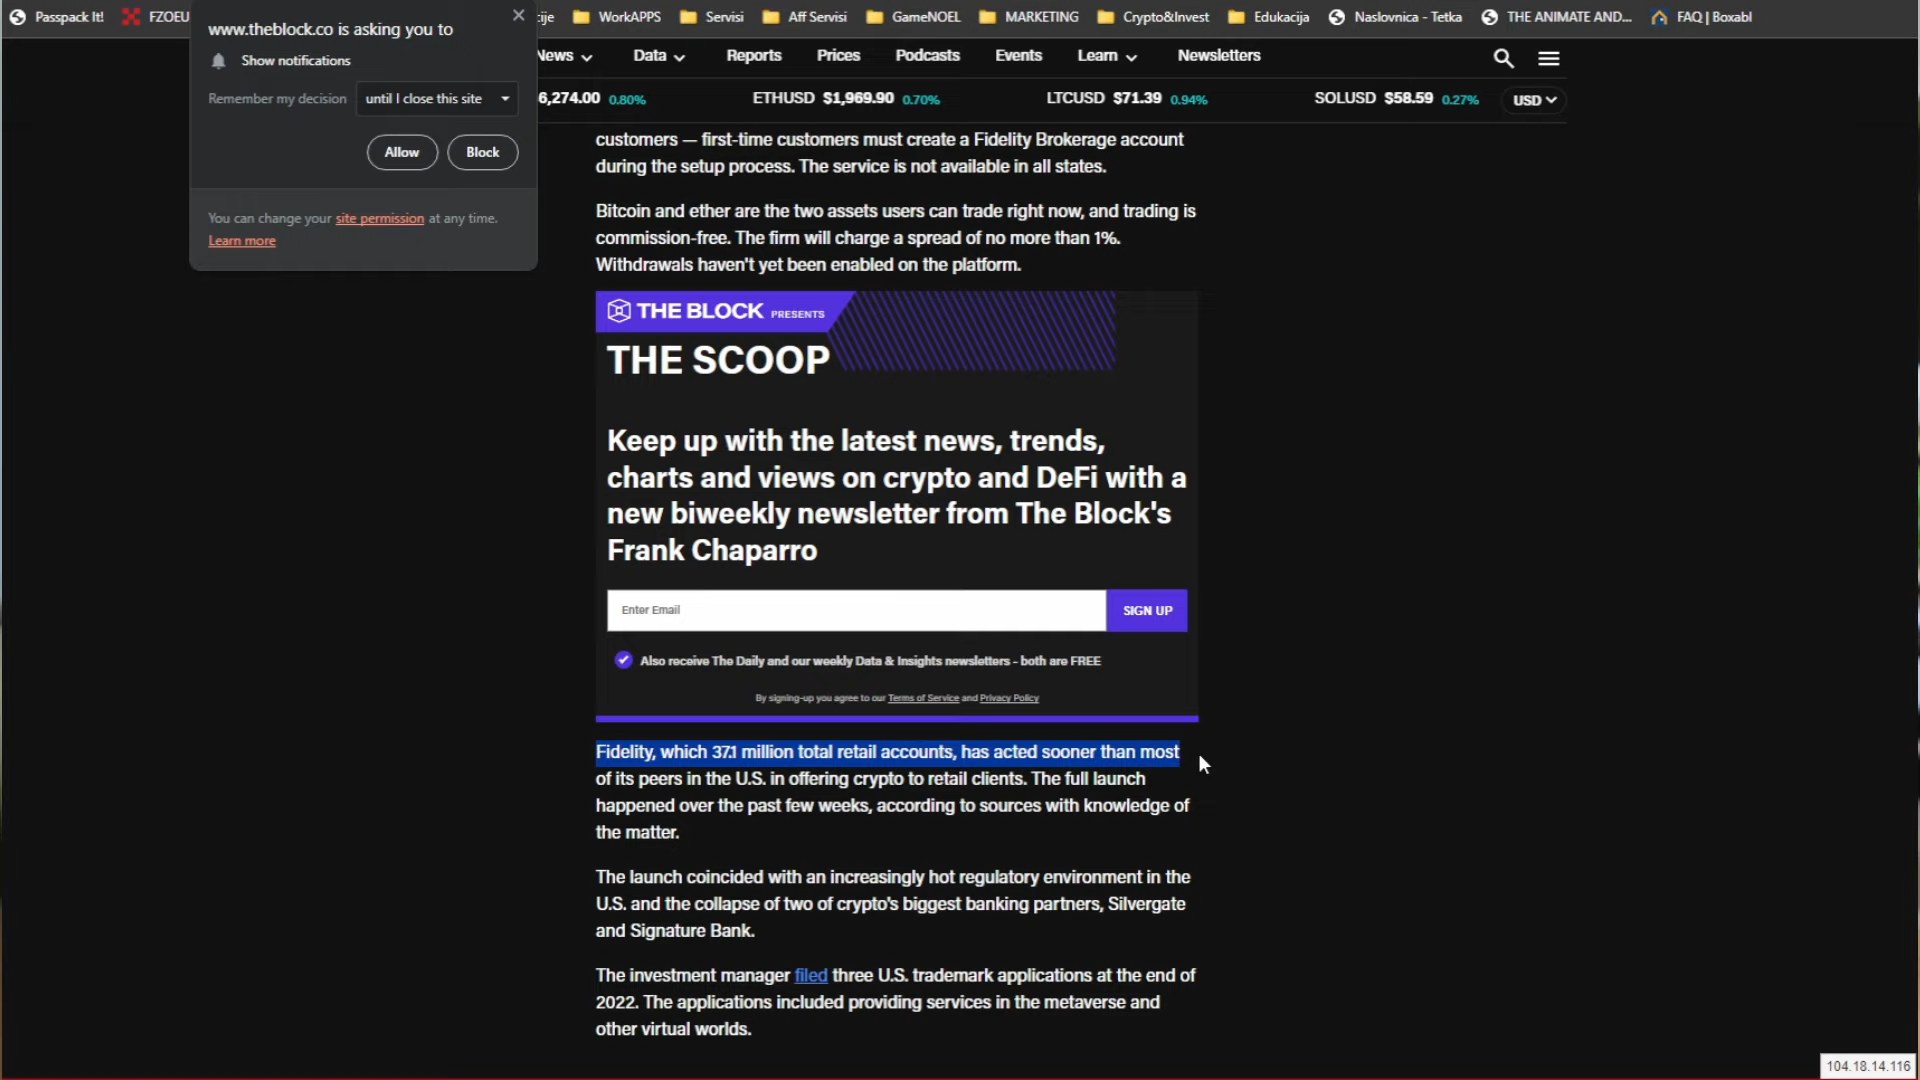 Passpack It!
FZOEU
ije
WorkAPPS
Servisi
Aff Servisi
GameNOEL
MARKETING
Crypto&Invest
Edukacija
Naslovnica - Tetka
THE ANIMATE AND...
FAQ | Boxabl
www.theblock.co is asking you to
Show notifications
Remember my decision
until I close this site
Allow
Block
You can change your site permission at any time.
Learn more
News
Data
Reports
Prices
Podcasts
Events
Learn
Newsletters
6,274.00 0.80%
ETHUSD $1,969.90 0.70%
LTCUSD $71.39 0.94%
SOLUSD $58.59 0.27%
USD
customers — first-time customers must create a Fidelity Brokerage account
during the setup process. The service is not available in all states.
Bitcoin and ether are the two assets users can trade right now, and trading is
commission-free. The firm will charge a spread of no more than 1%.
Withdrawals haven't yet been enabled on the platform.
THE BLOCK PRESENTS
THE SCOOP
Keep up with the latest news, trends,
charts and views on crypto and DeFi with a
new biweekly newsletter from The Block's
Frank Chaparro
Enter Email
SIGN UP
Also receive The Daily and our weekly Data & Insights newsletters - both are FREE
By signing-up you agree to our Terms of Service and Privacy Policy
Fidelity, which 37.1 million total retail accounts, has acted sooner than most
of its peers in the U.S. in offering crypto to retail clients. The full launch
happened over the past few weeks, according to sources with knowledge of
the matter.
The launch coincided with an increasingly hot regulatory environment in the
U.S. and the collapse of two of crypto's biggest banking partners, Silvergate
and Signature Bank.
The investment manager filed three U.S. trademark applications at the end of
2022. The applications included providing services in the metaverse and
other virtual worlds.
104.18.14.116